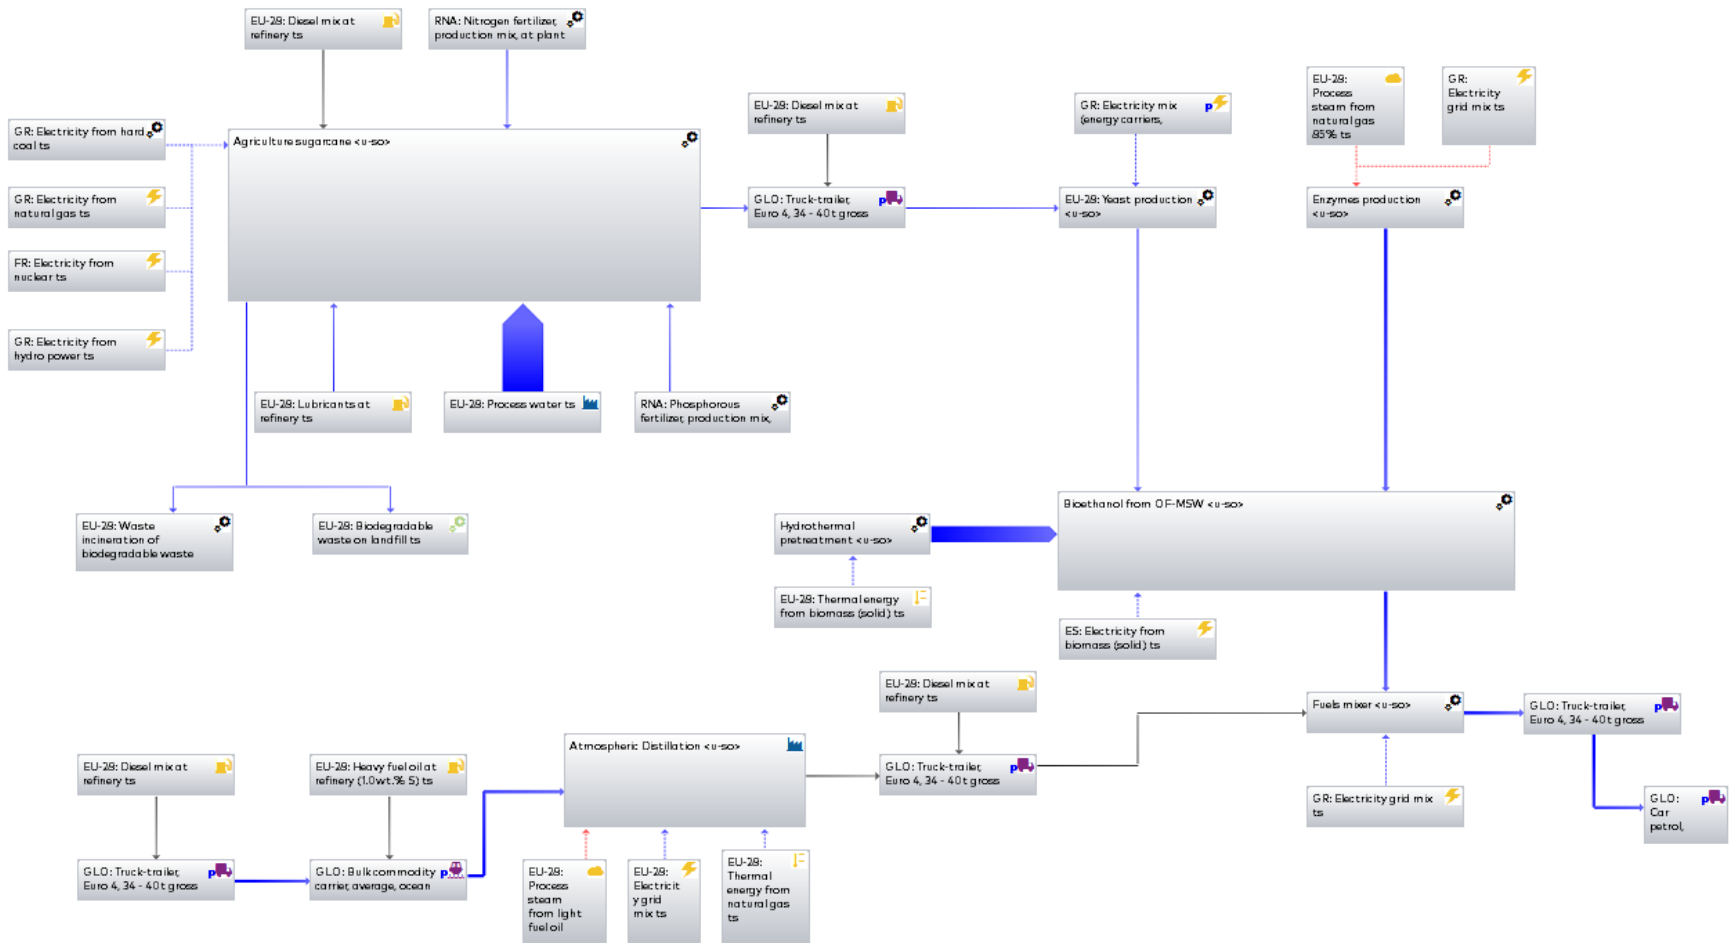 EU-28: Diesel mix at
refinery ts
RNA: Nitrogen fertilizer,
production mix, at plant
GR: Electricity from hard
coal ts
GR: Electricity from
natural gas ts
FR: Electricity from
nuclear ts
GR: Electricity from
hydro power ts
Agriculture sugarcane <u-so>
EU-28: Diesel mix at
refinery ts
GLO: Truck-trailer,
Euro 4, 34 - 40t gross
GR: Electricity mix
(energy carriers,
EU-28: Yeast production
<u-so>
EU-28:
Process
steam from
natural gas
85% ts
GR:
Electricity
grid mix ts
Enzymes production
<u-so>
EU-28: Lubricants at
refinery ts
EU-28: Process water ts
RNA: Phosphorous
fertilizer, production mix,
EU-28: Waste
incineration of
biodegradable waste
EU-28: Biodegradable
waste on landfill ts
Hydrothermal
pretreatment <u-so>
EU-28: Thermal energy
from biomass (solid) ts
Bioethanol from OF-MSW <u-so>
ES: Electricity from
biomass (solid) ts
EU-28: Diesel mix at
refinery ts
GLO: Truck-trailer,
Euro 4, 34 - 40t gross
Fuels mixer <u-so>
GLO: Truck-trailer,
Euro 4, 34 - 40t gross
GR: Electricity grid mix
ts
GLO:
Car
petrol,
EU-28: Diesel mix at
refinery ts
EU-28: Heavy fuel oil at
refinery (1.0wt.% S) ts
Atmospheric Distillation <u-so>
GLO: Truck-trailer,
Euro 4, 34 - 40t gross
GLO: Bulk commodity
carrier, average, ocean
EU-28:
Process
steam
from light
fuel oil
EU-28:
Electricit
y grid
mix ts
EU-28:
Thermal
energy from
natural gas
ts